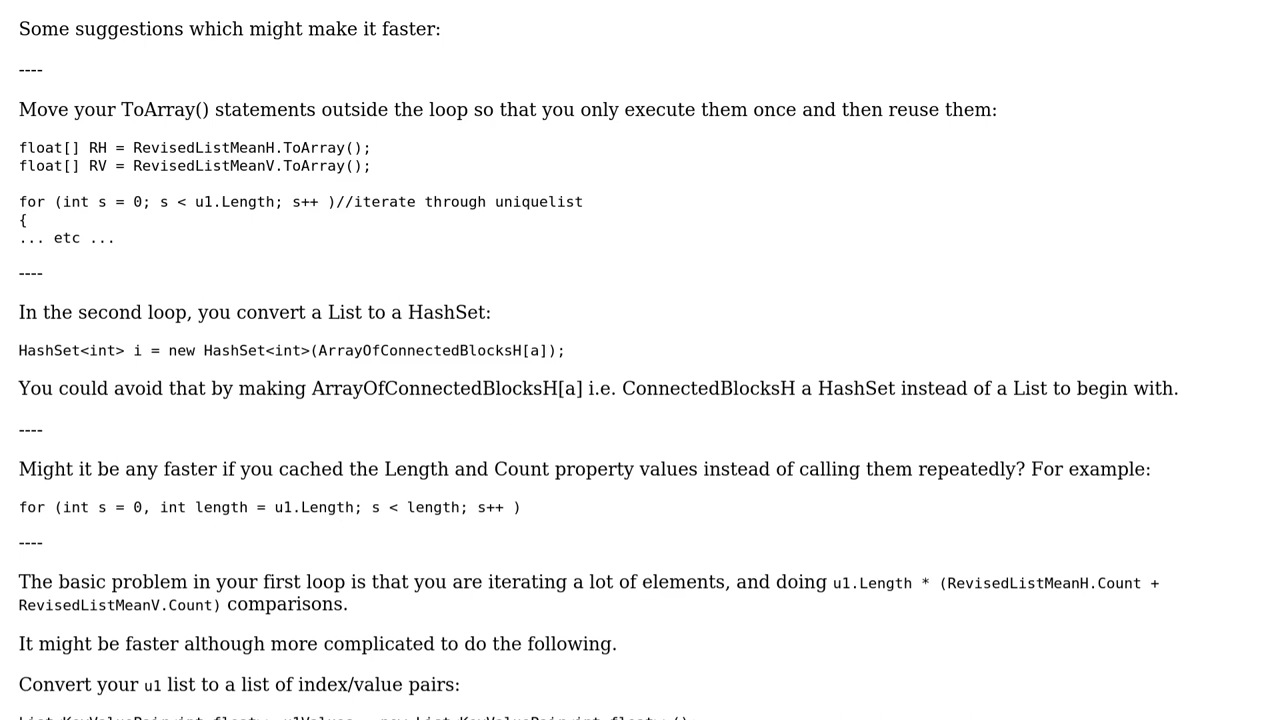 Some suggestions which might make it faster:
----
Move your ToArray() statements outside the loop so that you only execute them once and then reuse them:
float[] RH = RevisedListMeanH.ToArray();
float[] RV = RevisedListMeanV.ToArray();
for (int s = 0; s < u1.Length; s++ )//iterate through uniquelist
{
... etc ...
----
In the second loop, you convert a List to a HashSet:
HashSet<int> i = new HashSet<int>(ArrayOfConnectedBlocksH[a]);
You could avoid that by making ArrayOfConnectedBlocksH[a] i.e. ConnectedBlocksH a HashSet instead of a List to begin with.
----
Might it be any faster if you cached the Length and Count property values instead of calling them repeatedly? For example:
for (int s = 0, int length = u1.Length; s < length; s++ )
----
The basic problem in your first loop is that you are iterating a lot of elements, and doing u1.Length * (RevisedListMeanH.Count +
RevisedListMeanV.Count) comparisons.
It might be faster although more complicated to do the following.
Convert your u1 list to a list of index/value pairs: